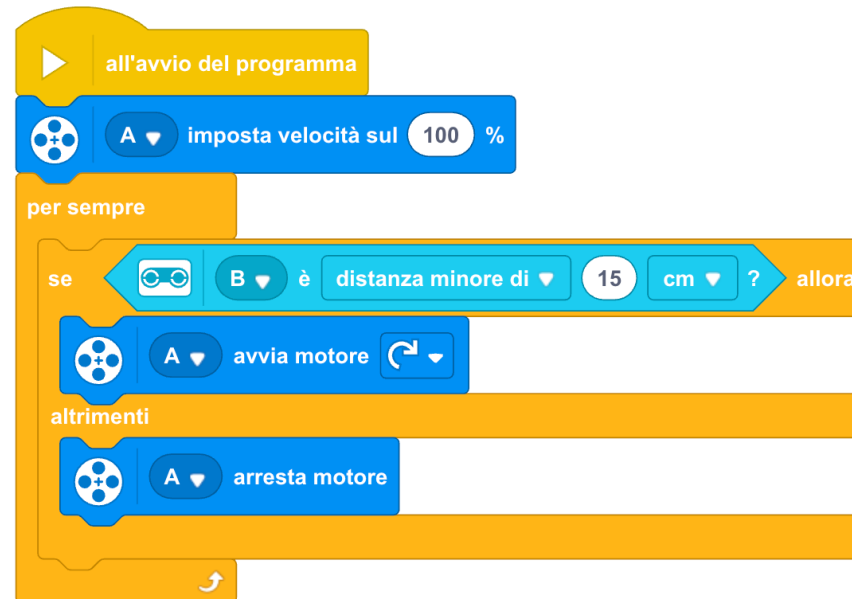 all'avvio del programma
A imposta velocità sul 100 %
per sempre
se B è distanza minore di 15 cm ? allora
A avvia motore
altrimenti
A arresta motore